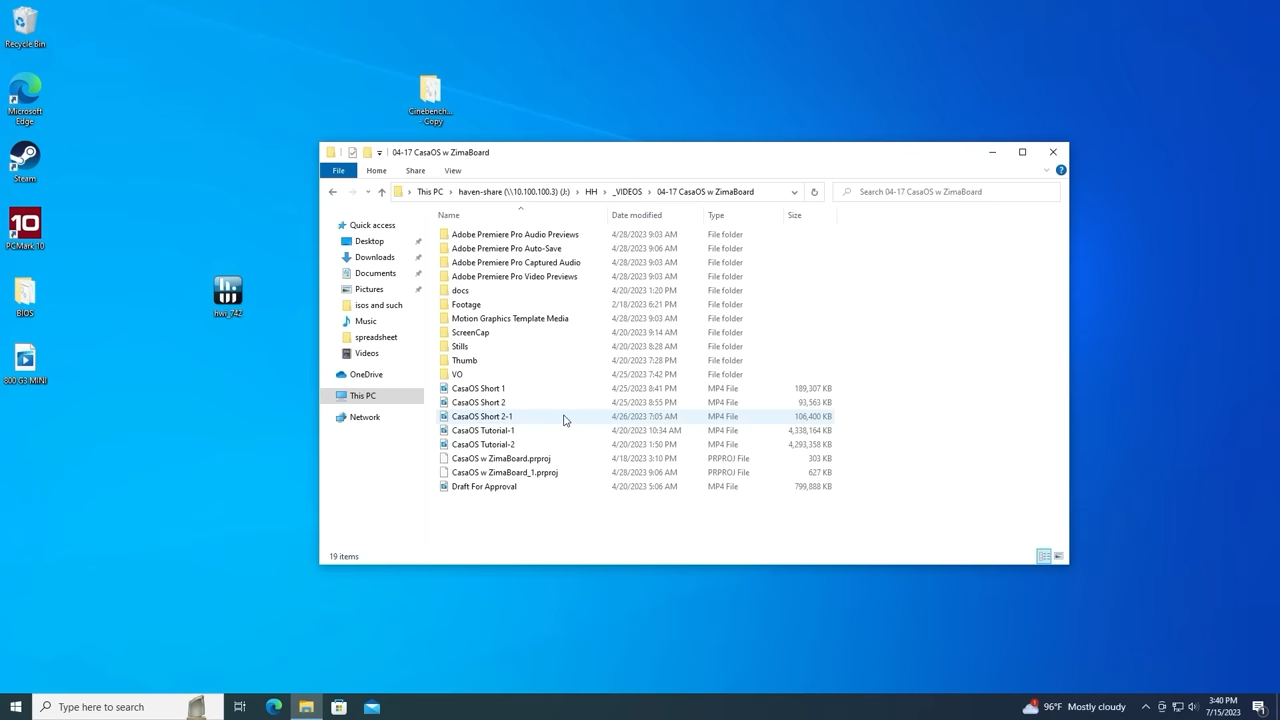 Recycle Bin
Microsoft
Edge
Steam
10
PCMark 10
BIOS
800 G3 MINI
Cinebench...
- Copy
hwi_742
04-17 CasaOS w ZimaBoard
File Home Share View
This PC haven-share (\\10.100.100.3) (J:) HH _VIDEOS 04-17 CasaOS w ZimaBoard Search 04-17 CasaOS w ZimaBoard
Quick access
Desktop
Downloads
Documents
Pictures
isos and such
Music
spreadsheet
Videos
OneDrive
This PC
Network
Name Date modified Type Size
Adobe Premiere Pro Audio Previews 4/28/2023 9:03 AM File folder
Adobe Premiere Pro Auto-Save 4/28/2023 9:06 AM File folder
Adobe Premiere Pro Captured Audio 4/28/2023 9:03 AM File folder
Adobe Premiere Pro Video Previews 4/28/2023 9:03 AM File folder
docs 4/20/2023 1:20 PM File folder
Footage 2/18/2023 6:21 PM File folder
Motion Graphics Template Media 4/28/2023 9:03 AM File folder
ScreenCap 4/20/2023 9:14 AM File folder
Stills 4/20/2023 8:28 AM File folder
Thumb 4/20/2023 7:28 PM File folder
VO 4/25/2023 7:42 PM File folder
CasaOS Short 1 4/25/2023 8:41 PM MP4 File 189,307 KB
CasaOS Short 2 4/25/2023 8:55 PM MP4 File 93,563 KB
CasaOS Short 2-1 4/26/2023 7:05 AM MP4 File 106,400 KB
CasaOS Tutorial-1 4/20/2023 10:34 AM MP4 File 4,338,164 KB
CasaOS Tutorial-2 4/20/2023 1:50 PM MP4 File 4,293,358 KB
CasaOS w ZimaBoard.prproj 4/18/2023 3:10 PM PRPROJ File 303 KB
CasaOS w ZimaBoard_1.prproj 4/28/2023 9:06 AM PRPROJ File 627 KB
Draft For Approval 4/20/2023 5:06 AM MP4 File 799,888 KB
19 items
Type here to search
96°F Mostly cloudy
3:40 PM
7/15/2023